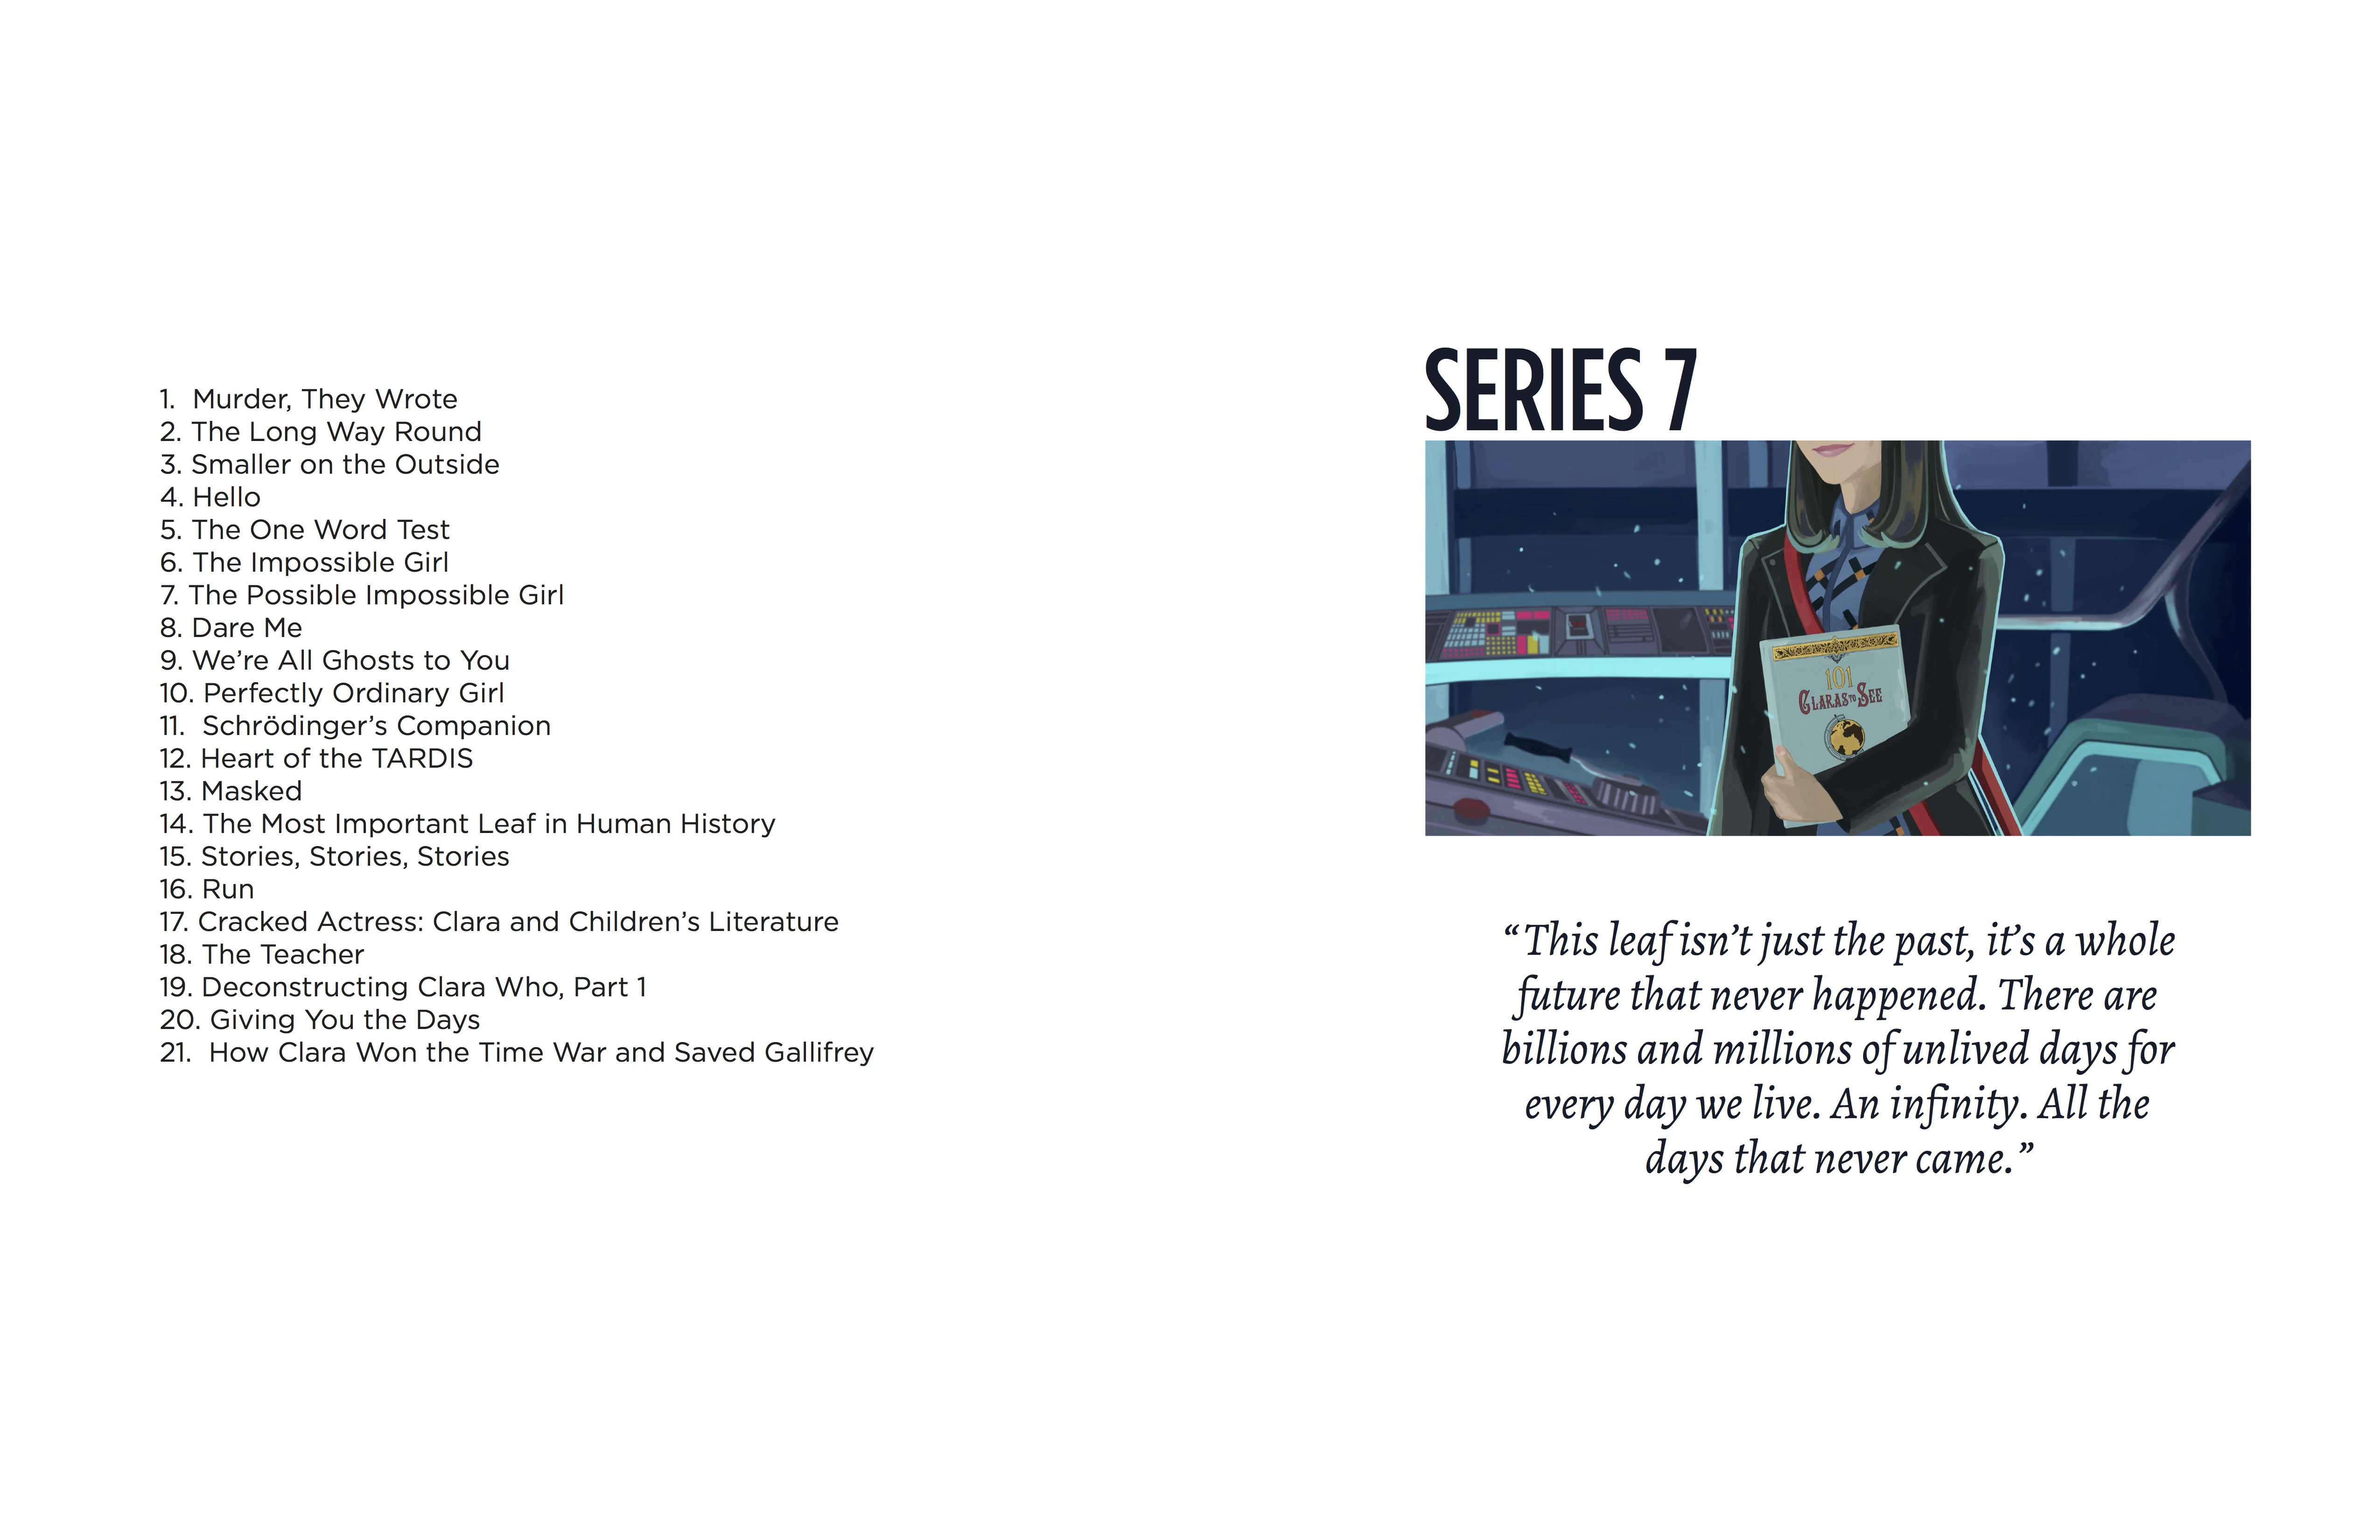 1. Murder, They Wrote
2. The Long Way Round
3. Smaller on the Outside
4. Hello
5. The One Word Test
6. The Impossible Girl
7. The Possible Impossible Girl
8. Dare Me
9. We’re All Ghosts to You
10. Perfectly Ordinary Girl
11. Schrödinger’s Companion
12. Heart of the TARDIS
13. Masked
14. The Most Important Leaf in Human History
15. Stories, Stories, Stories
16. Run
17. Cracked Actress: Clara and Children’s Literature
18. The Teacher
19. Deconstructing Clara Who, Part 1
20. Giving You the Days
21. How Clara Won the Time War and Saved Gallifrey
SERIES 7
101
CLARAS TO SEE
“This leaf isn’t just the past, it’s a whole
future that never happened. There are
billions and millions of unlived days for
every day we live. An infinity. All the
days that never came.”